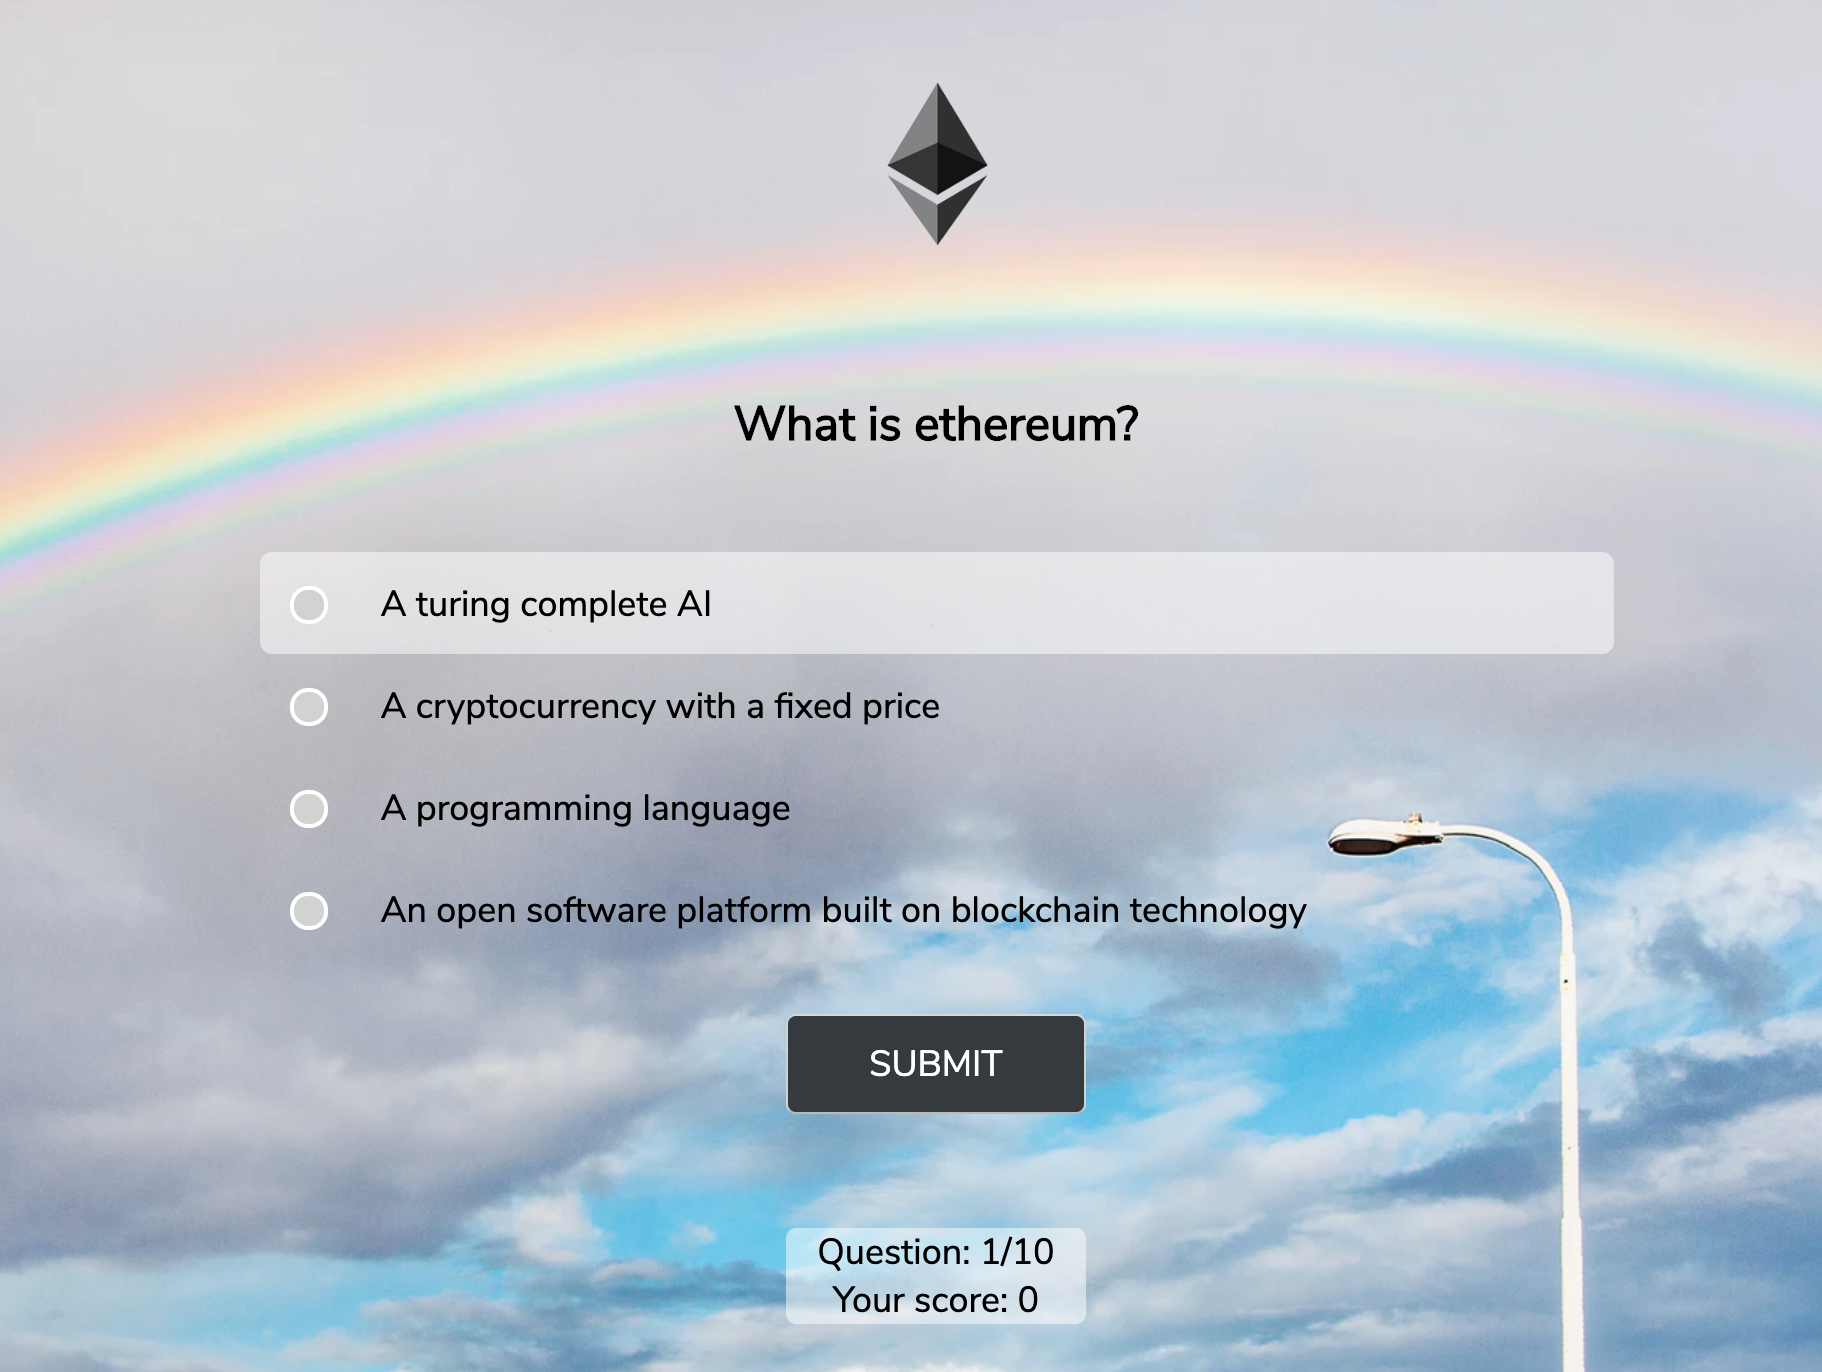 What is ethereum?
A turing complete AI
A cryptocurrency with a fixed price
A programming language
An open software platform built on blockchain technology
SUBMIT
Question: 1/10
Your score: 0